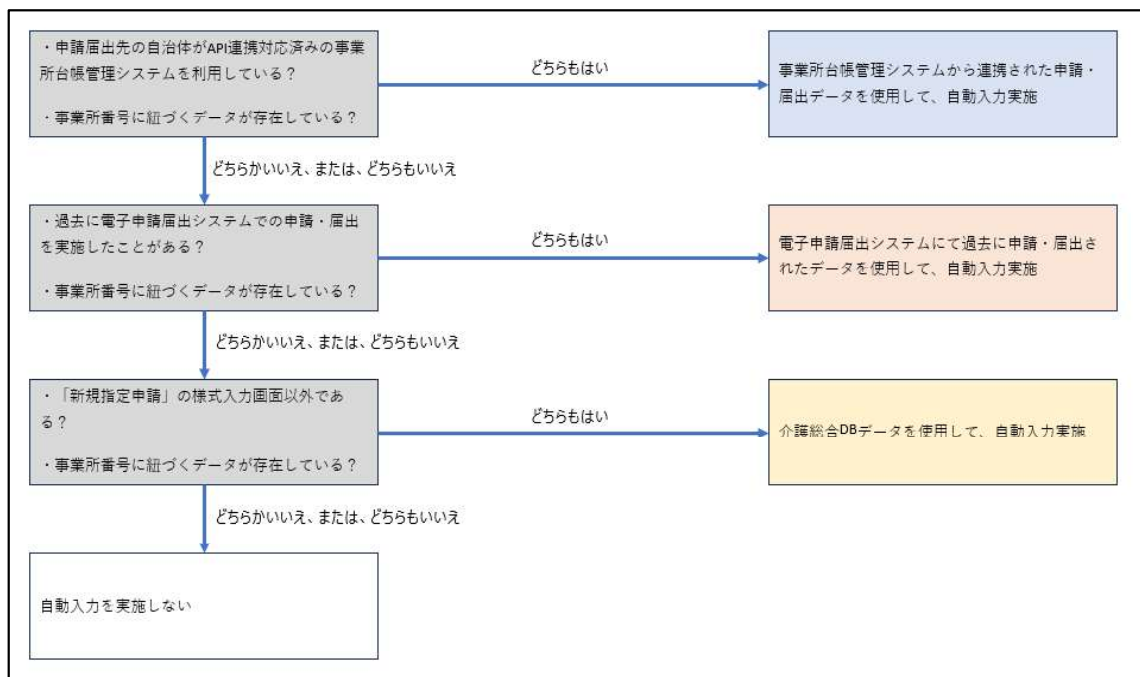 ・申請届出先の自治体がAPI連携対応済みの事業
所台帳管理システムを利用している？
・事業所番号に紐づくデータが存在している？
どちらもはい
事業所台帳管理システムから連携された申請・
届出データを使用して、自動入力実施
どちらかいいえ、または、どちらもいいえ
・過去に電子申請届出システムでの申請・届出
を実施したことがある？
・事業所番号に紐づくデータが存在している？
どちらもはい
電子申請届出システムにて過去に申請・届出さ
れたデータを使用して、自動入力実施
どちらかいいえ、または、どちらもいいえ
・「新規指定申請」の様式入力画面以外であ
る？
・事業所番号に紐づくデータが存在している？
どちらもはい
介護総合DBデータを使用して、自動入力実施
どちらかいいえ、または、どちらもいいえ
自動入力を実施しない